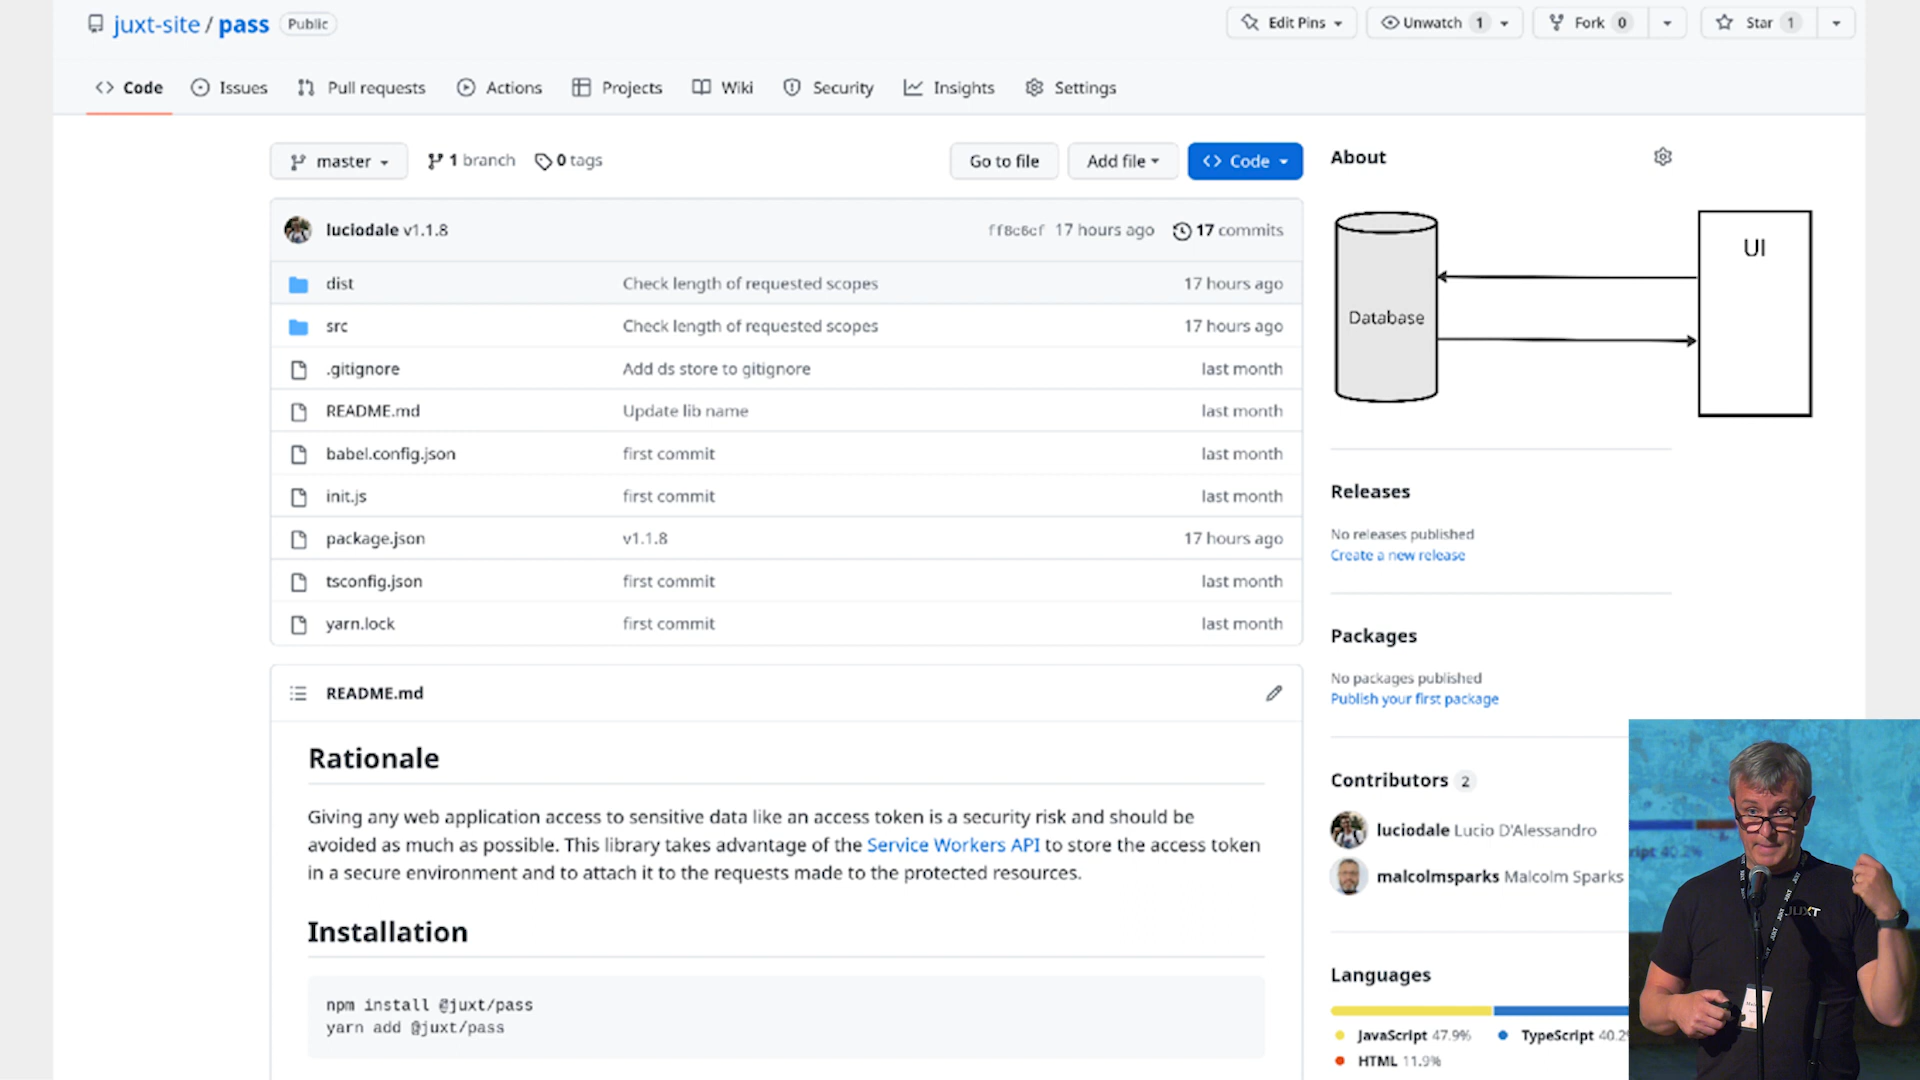 juxt-site / pass Public
Edit Pins
Unwatch 1
Fork 0
Star 1
Code
Issues
Pull requests
Actions
Projects
Wiki
Security
Insights
Settings
master
1 branch
0 tags
Go to file
Add file
Code
luciodale v1.1.8
ff8c6cf 17 hours ago 17 commits
dist Check length of requested scopes 17 hours ago
src Check length of requested scopes 17 hours ago
.gitignore Add ds store to gitignore last month
README.md Update lib name last month
babel.config.json first commit last month
init.js first commit last month
package.json v1.1.8 17 hours ago
tsconfig.json first commit last month
yarn.lock first commit last month
README.md
Rationale
Giving any web application access to sensitive data like an access token is a security risk and should be
avoided as much as possible. This library takes advantage of the Service Workers API to store the access token
in a secure environment and to attach it to the requests made to the protected resources.
Installation
npm install @juxt/pass
yarn add @juxt/pass
About
Database
UI
Releases
No releases published
Create a new release
Packages
No packages published
Publish your first package
Contributors 2
luciodale Lucio D'Alessandro
malcolmsparks Malcolm Sparks
Languages
JavaScript 47.9%
TypeScript 40.2%
HTML 11.9%
ript 40.2%
JUXT